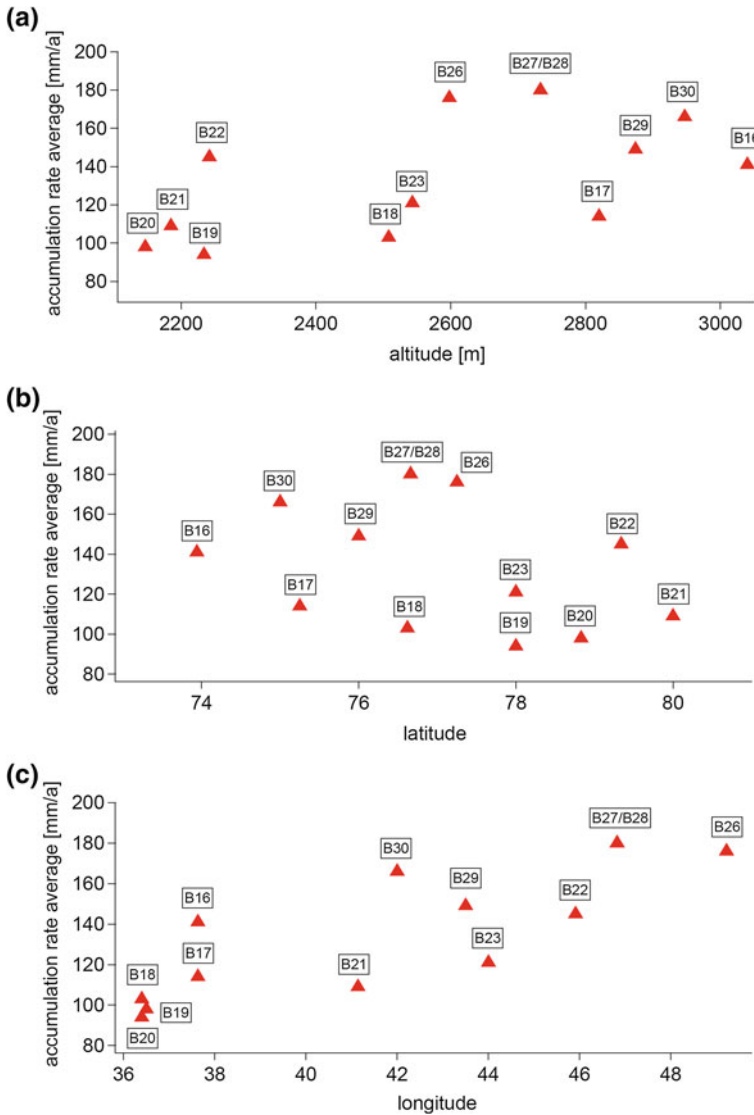 (a)
accumulation rate average [mm/a]
200
180
160
140
120
100
80
B20
B21
B22
B19
B18
B23
B26
B27/B28
B17
B29
B30
B16
2200 2400 2600 2800 3000
altitude [m]
(b)
accumulation rate average [mm/a]
200
180
160
140
120
100
80
B16
B30
B17
B29
B27/B28
B18
B26
B23
B19
B20
B22
B21
74 76 78 80
latitude
(c)
accumulation rate average [mm/a]
200
180
160
140
120
100
80
B18
B20
B19
B16
B17
B21
B30
B29
B23
B22
B27/B28
B26
36 38 40 42 44 46 48
longitude